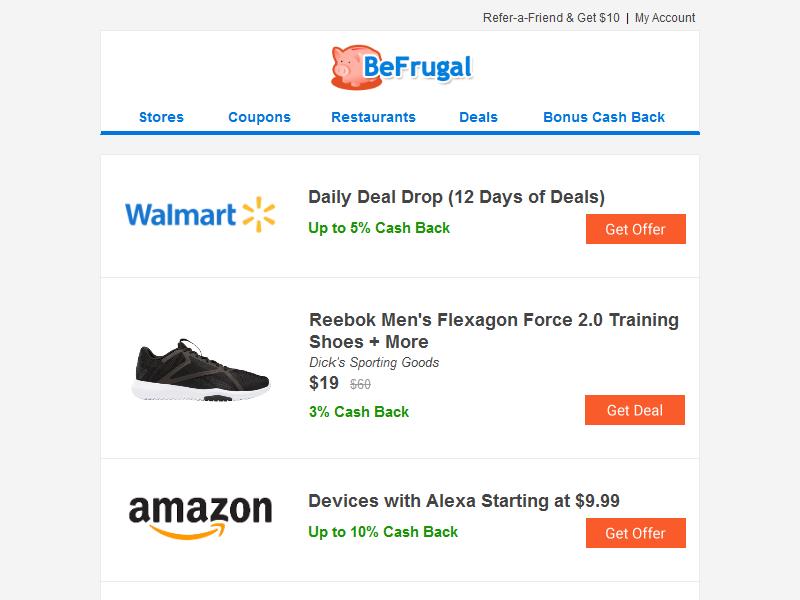 Refer-a-Friend & Get $10 | My Account
BeFrugal
Stores Coupons Restaurants Deals Bonus Cash Back
Walmart
Daily Deal Drop (12 Days of Deals)
Up to 5% Cash Back
Get Offer
Reebok Men's Flexagon Force 2.0 Training
Shoes + More
Dick's Sporting Goods
$19 $60
3% Cash Back
Get Deal
amazon
Devices with Alexa Starting at $9.99
Up to 10% Cash Back
Get Offer